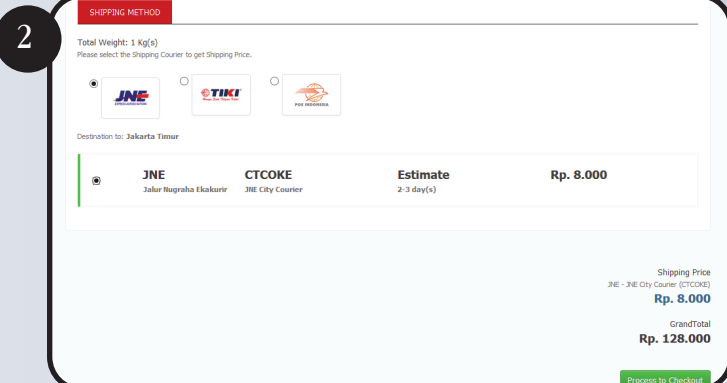 2
SHIPPING METHOD
Total Weight: 1 Kg(s)
Please select the Shipping Courier to get Shipping Price.
JNE
TIKI
POS INDONESIA
Destination to: Jakarta Timur
JNE CTCOKE Estimate Rp. 8.000
Jalur Nugraha Ekakurir JNE City Courier 2-3 day(s)
Shipping Price
JNE - JNE City Courier (CTCOKE)
Rp. 8.000
GrandTotal
Rp. 128.000
Process to Checkout